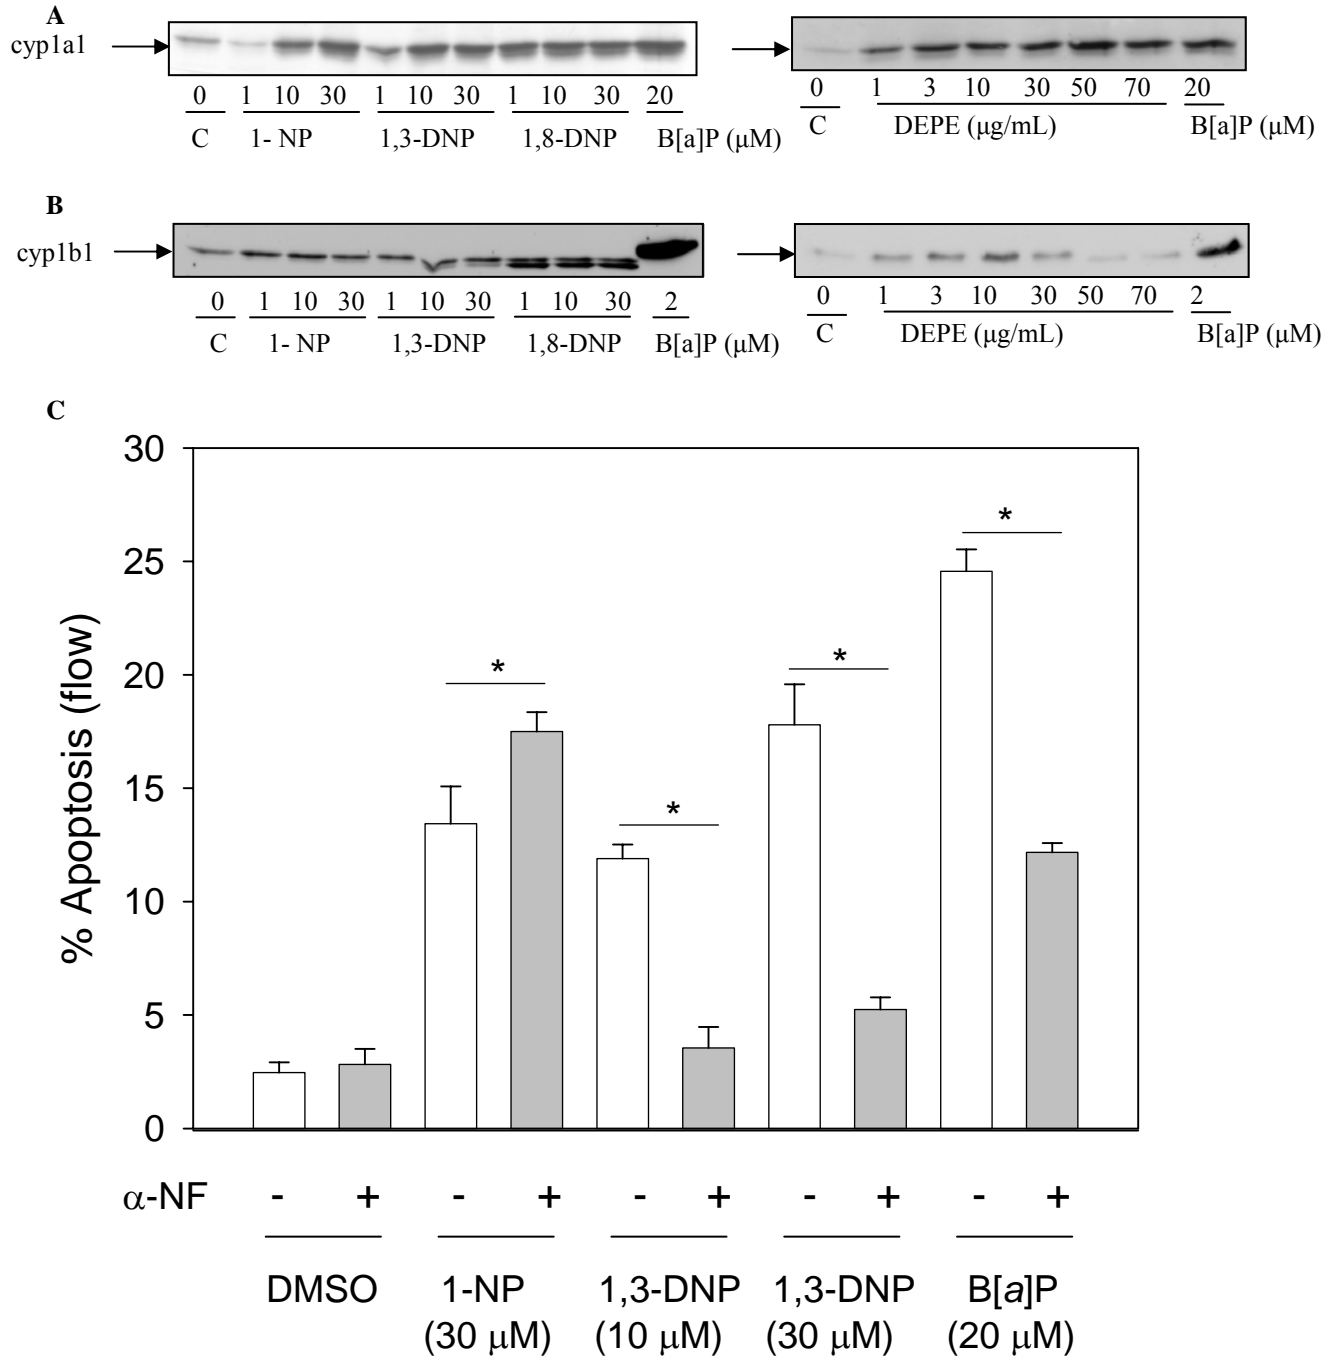 A
cyp1a1
0 1 10 30 1 10 30 1 10 30 20
C 1- NP 1,3-DNP 1,8-DNP B[a]P (μM)
0 1 3 10 30 50 70 20
C DEPE (μg/mL) B[a]P (μM)
B
cyp1b1
0 1 10 30 1 10 30 1 10 30 2
C 1- NP 1,3-DNP 1,8-DNP B[a]P (μM)
0 1 3 10 30 50 70 2
C DEPE (μg/mL) B[a]P (μM)
C
% Apoptosis (flow)
30
25
20
15
10
5
0
* * * *
α-NF - + - + - + - + - +
DMSO 1-NP 1,3-DNP 1,3-DNP B[a]P
(30 μM) (10 μM) (30 μM) (20 μM)